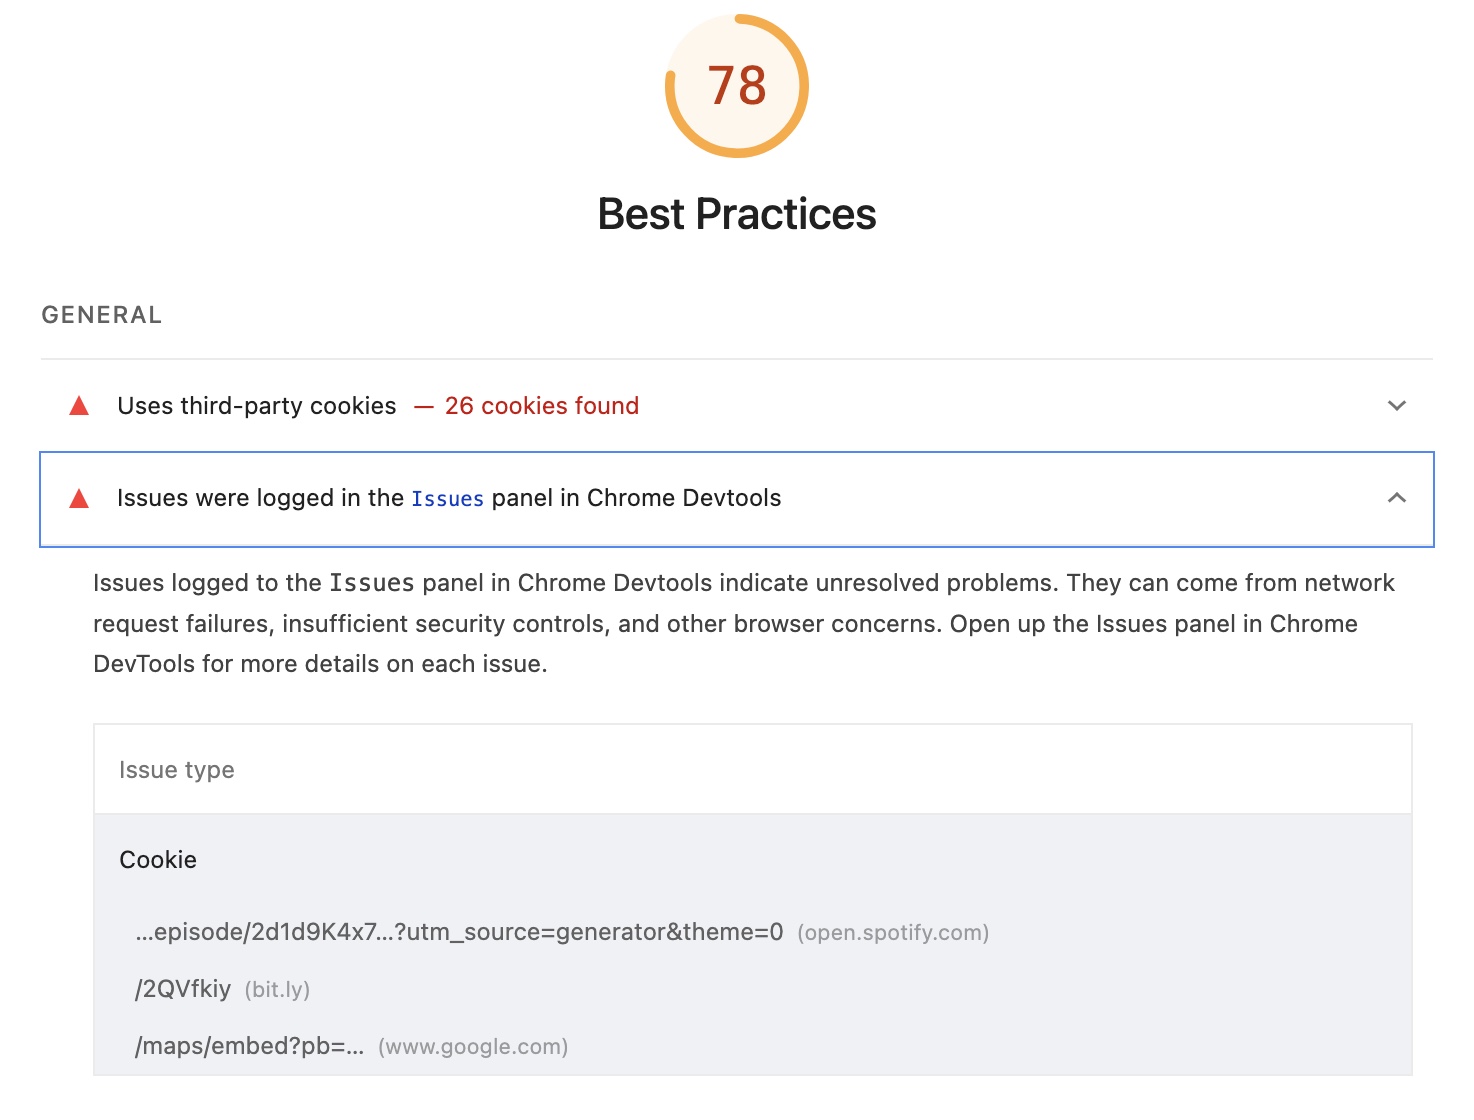 78
Best Practices
GENERAL
Uses third-party cookies — 26 cookies found
Issues were logged in the Issues panel in Chrome Devtools
Issues logged to the Issues panel in Chrome Devtools indicate unresolved problems. They can come from network
request failures, insufficient security controls, and other browser concerns. Open up the Issues panel in Chrome
DevTools for more details on each issue.
Issue type
Cookie
…episode/2d1d9K4x7…?utm_source=generator&theme=0 (open.spotify.com)
/2QVfkiy (bit.ly)
/maps/embed?pb=… (www.google.com)